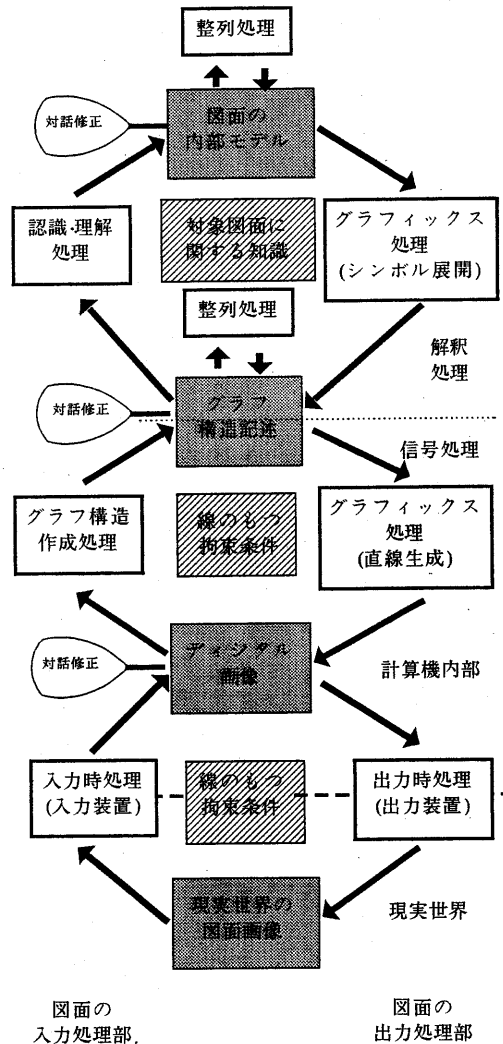 整列処理
対話修正
図面の
内部モデル
認識・理解
処理
対象図面に
関する知識
グラフィックス
処理
(シンボル展開)
整列処理
解釈
処理
対話修正
グラフ
構造記述
信号処理
グラフ構造
作成処理
線のもつ
拘束条件
グラフィックス
処理
(直線生成)
対話修正
ディジタル
画像
計算機内部
入力時処理
(入力装置)
線のもつ
拘束条件
出力時処理
(出力装置)
現実世界の
図面画像
現実世界
図面の
入力処理部.
図面の
出力処理部